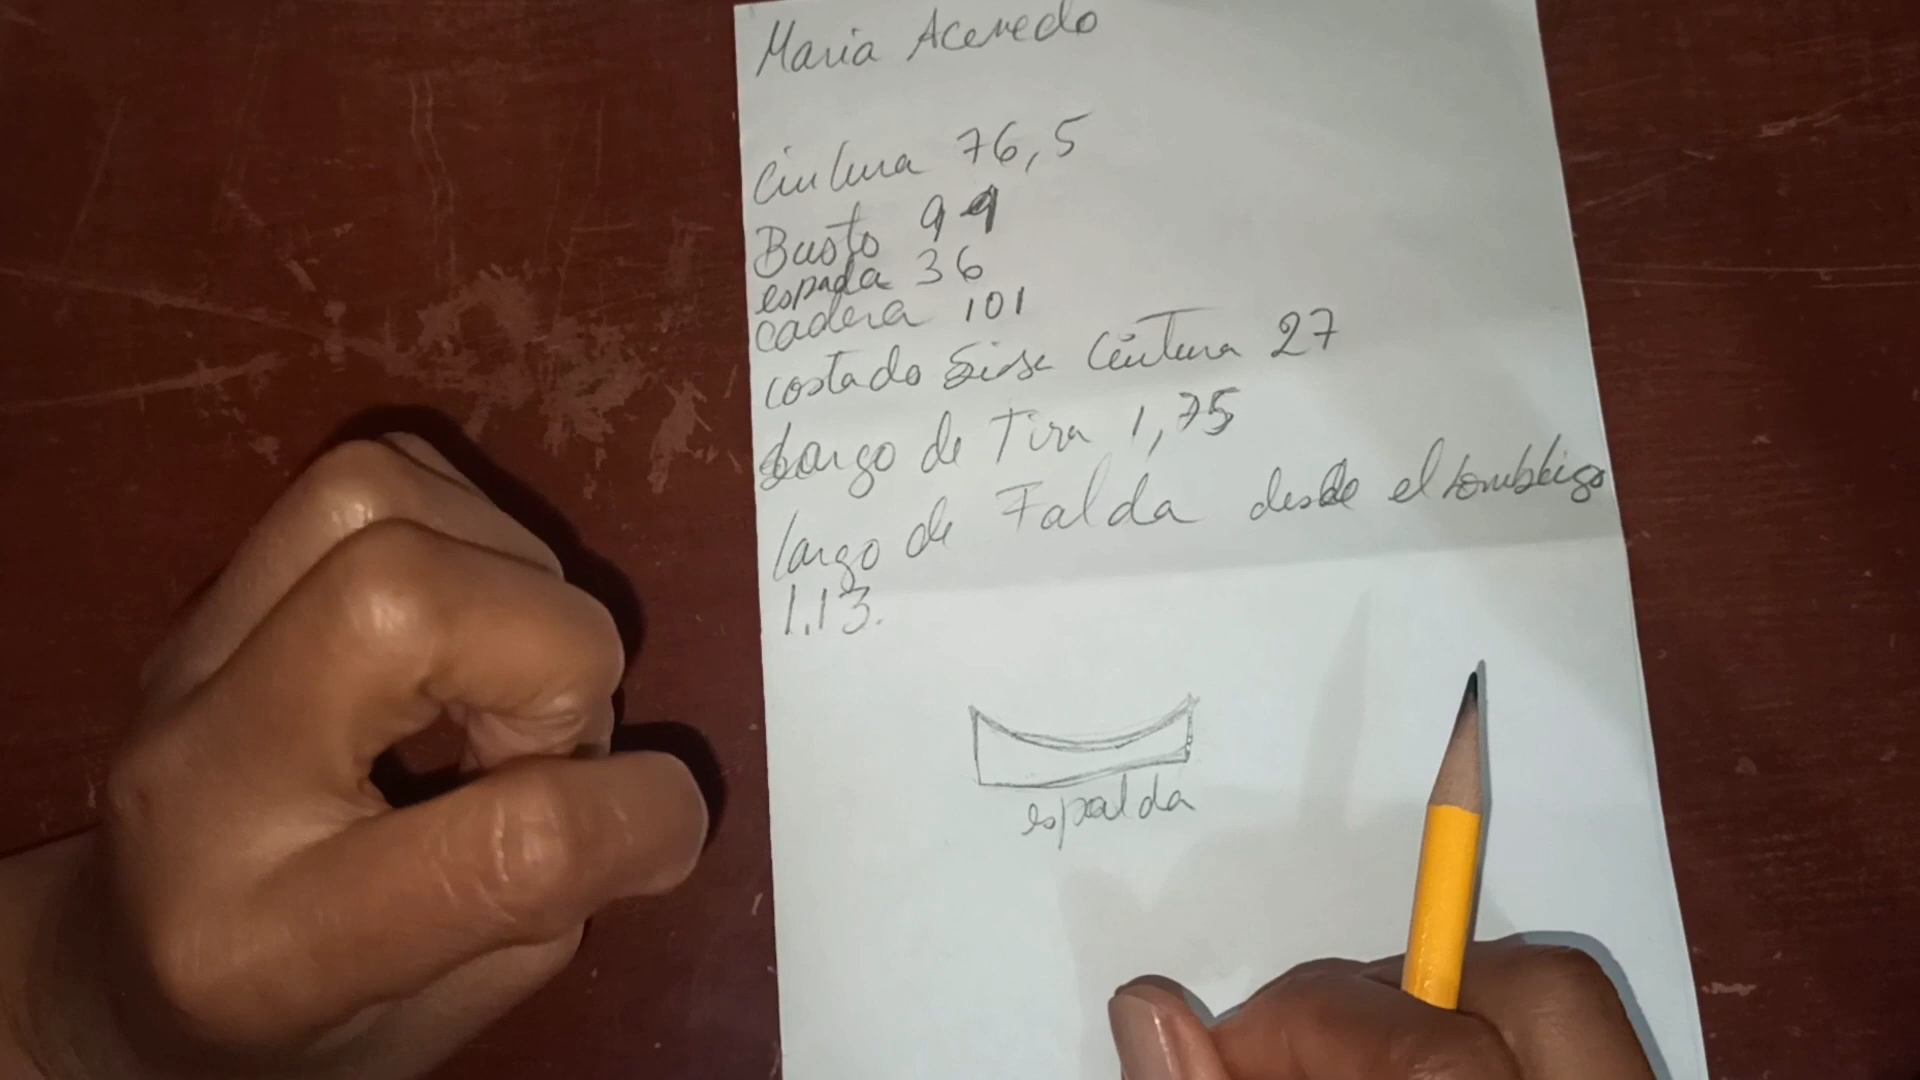 Maria Acevedo
Cintura 76,5
Busto 99
espada 36
cadera 101
costado Sise Cintura 27
Largo de Tira 1,75
largo de Falda desde el hombligo
1.13.
espalda